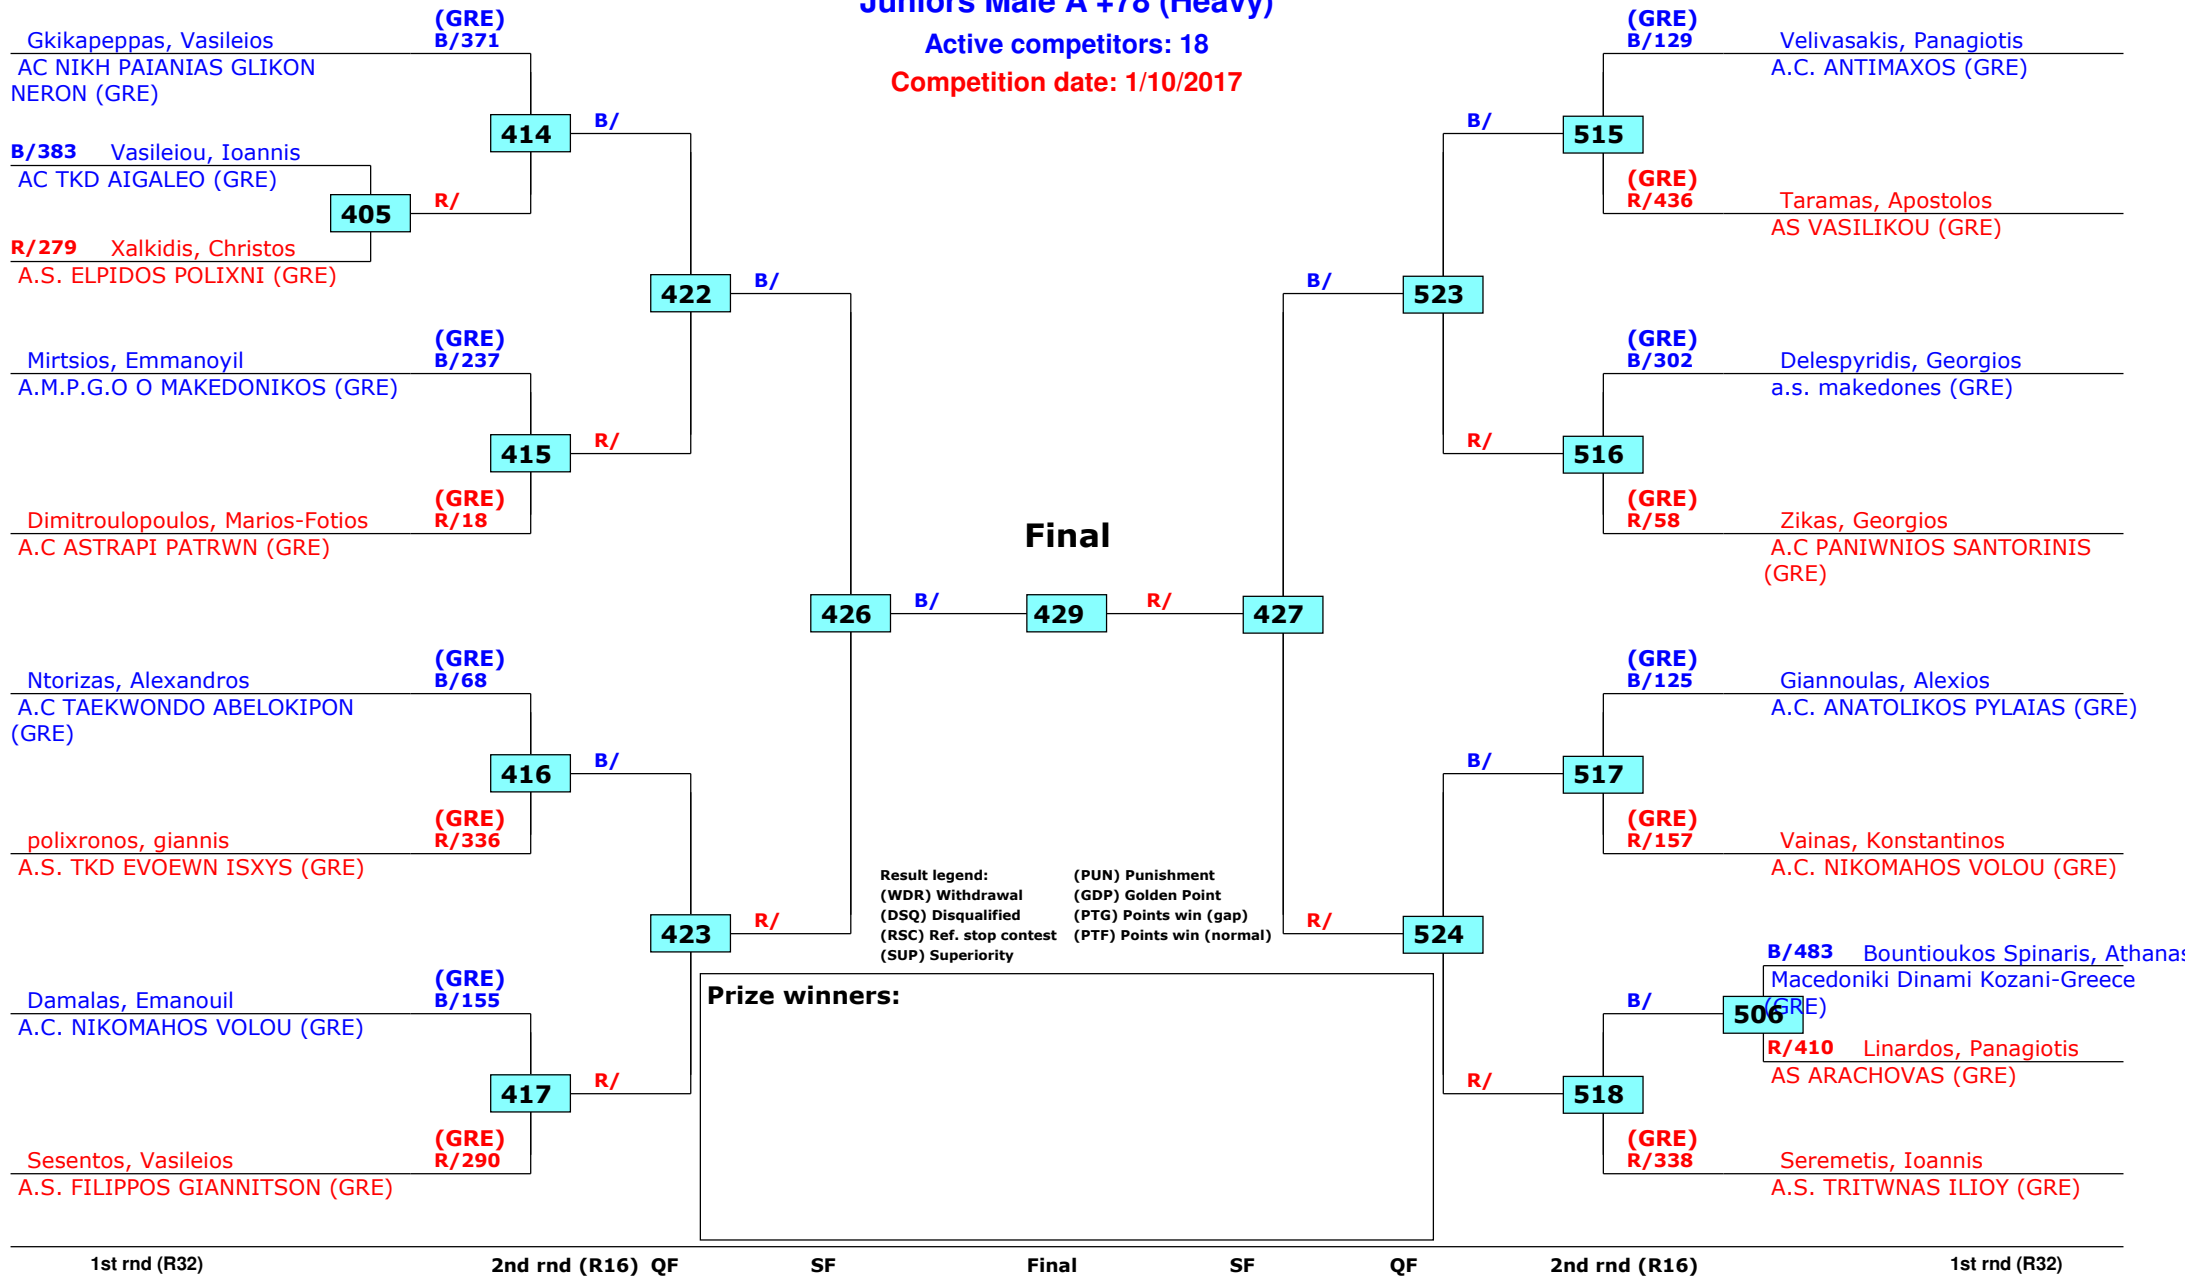 Juniors Male A +78 (Heavy)
Active competitors: 18
Competition date: 1/10/2017
(GRE)
Gkikapeppas, Vasileios B/371
AC NIKH PAIANIAS GLIKON
NERON (GRE)
414
B/
B/383 Vasileiou, Ioannis
AC TKD AIGALEO (GRE)
405
R/
R/279 Xalkidis, Christos
A.S. ELPIDOS POLIXNI (GRE)
422
B/
(GRE)
Mirtsios, Emmanoyil B/237
A.M.P.G.O O MAKEDONIKOS (GRE)
415
R/
(GRE)
Dimitroulopoulos, Marios-Fotios R/18
A.C ASTRAPI PATRWN (GRE)
426
B/
(GRE)
Ntorizas, Alexandros B/68
A.C TAEKWONDO ABELOKIPON
(GRE)
416
B/
(GRE)
polixronos, giannis R/336
A.S. TKD EVOEWN ISXYS (GRE)
423
R/
(GRE)
Damalas, Emanouil B/155
A.C. NIKOMAHOS VOLOU (GRE)
417
R/
(GRE)
Sesentos, Vasileios R/290
A.S. FILIPPOS GIANNITSON (GRE)
Final
429
R/
427
(GRE)
B/129 Velivasakis, Panagiotis
A.C. ANTIMAXOS (GRE)
B/
515
(GRE)
R/436 Taramas, Apostolos
AS VASILIKOU (GRE)
B/
523
(GRE)
B/302 Delespyridis, Georgios
a.s. makedones (GRE)
R/
516
(GRE)
R/58 Zikas, Georgios
A.C PANIWNIOS SANTORINIS
(GRE)
(GRE)
B/125 Giannoulas, Alexios
A.C. ANATOLIKOS PYLAIAS (GRE)
B/
517
(GRE)
R/157 Vainas, Konstantinos
A.C. NIKOMAHOS VOLOU (GRE)
R/
524
B/483 Bountioukos Spinaris, Athanas
Macedoniki Dinami Kozani-Greece
(GRE)
B/
506
R/410 Linardos, Panagiotis
AS ARACHOVAS (GRE)
R/
518
(GRE)
R/338 Seremetis, Ioannis
A.S. TRITWNAS ILIOY (GRE)
Result legend: (PUN) Punishment
(WDR) Withdrawal (GDP) Golden Point
(DSQ) Disqualified (PTG) Points win (gap)
(RSC) Ref. stop contest (PTF) Points win (normal)
(SUP) Superiority
Prize winners:
1st rnd (R32) 2nd rnd (R16) QF SF Final SF QF 2nd rnd (R16) 1st rnd (R32)